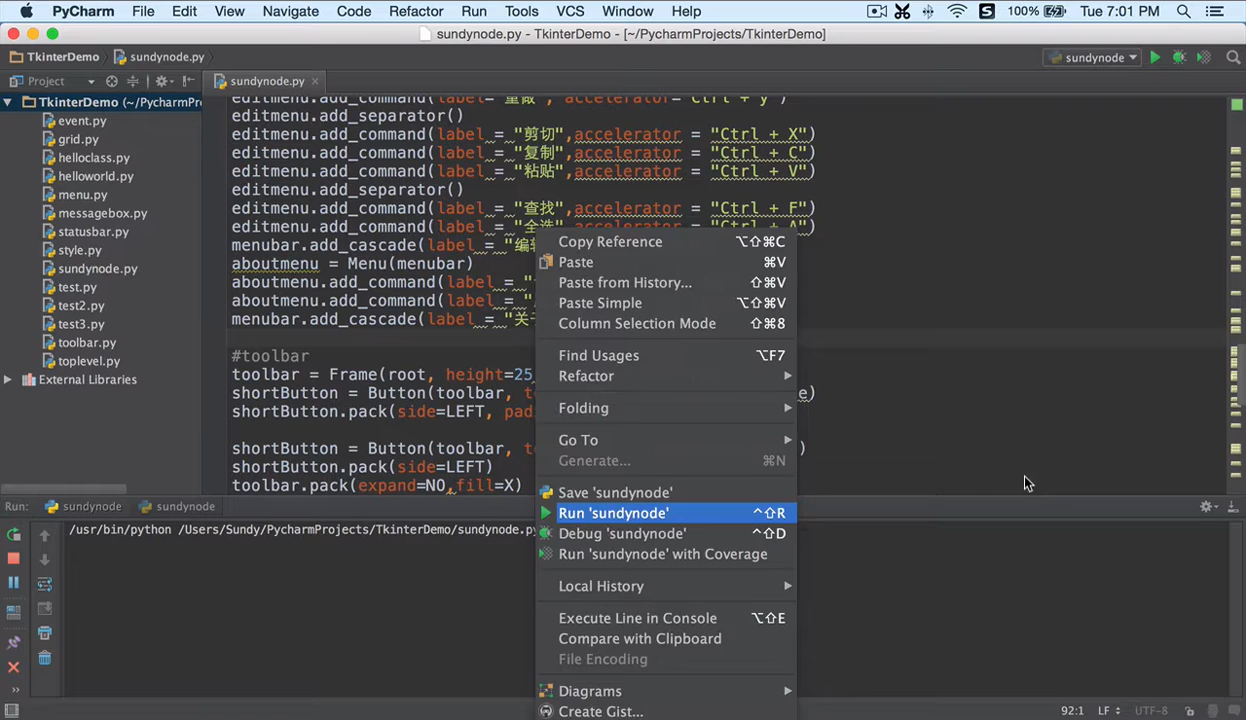 PyCharm File Edit View Navigate Code Refactor Run Tools VCS Window Help 100% Tue 7:01 PM
sundynode.py - TkinterDemo - [~/PycharmProjects/TkinterDemo]
TkinterDemo sundynode.py sundynode
Project sundynode.py
TkinterDemo (~/PycharmPr
event.py
grid.py
helloclass.py
helloworld.py
menu.py
messagebox.py
statusbar.py
style.py
sundynode.py
test.py
test2.py
test3.py
toolbar.py
toplevel.py
External Libraries
editmenu.add_command(label="重做", accelerator="Ctrl + y")
editmenu.add_separator()
editmenu.add_command(label = "剪切",accelerator = "Ctrl + X")
editmenu.add_command(label = "复制",accelerator = "Ctrl + C")
editmenu.add_command(label = "粘贴",accelerator = "Ctrl + V")
editmenu.add_separator()
editmenu.add_command(label = "查找",accelerator = "Ctrl + F")
editmenu.add_command(label = "全选",accelerator = "Ctrl + A")
menubar.add_cascade(label = "编
aboutmenu = Menu(menubar)
aboutmenu.add_command(label = "
aboutmenu.add_command(label = "
menubar.add_cascade(label = "关
#toolbar
toolbar = Frame(root, height=25
shortButton = Button(toolbar, t e)
shortButton.pack(side=LEFT, pad
shortButton = Button(toolbar, t )
shortButton.pack(side=LEFT)
toolbar.pack(expand=NO,fill=X)
Copy Reference ⌥⇧⌘C
Paste ⌘V
Paste from History... ⇧⌘V
Paste Simple ⌥⇧⌘V
Column Selection Mode ⇧⌘8
Find Usages ⌥F7
Refactor
Folding
Go To
Generate... ⌘N
Save 'sundynode'
Run 'sundynode' ^⇧R
Debug 'sundynode' ^⇧D
Run 'sundynode' with Coverage
Local History
Execute Line in Console ⌥⇧E
Compare with Clipboard
File Encoding
Diagrams
Create Gist...
Run: sundynode sundynode
/usr/bin/python /Users/Sundy/PycharmProjects/TkinterDemo/sundynode.py
92:1 LF UTF-8